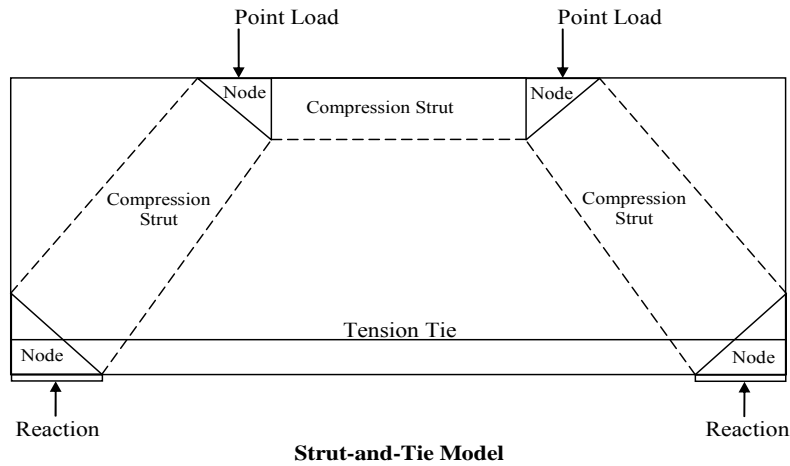 Point Load
Point Load
Node
Compression Strut
Node
Compression
Strut
Compression
Strut
Tension Tie
Node
Node
Reaction
Reaction
Strut-and-Tie Model